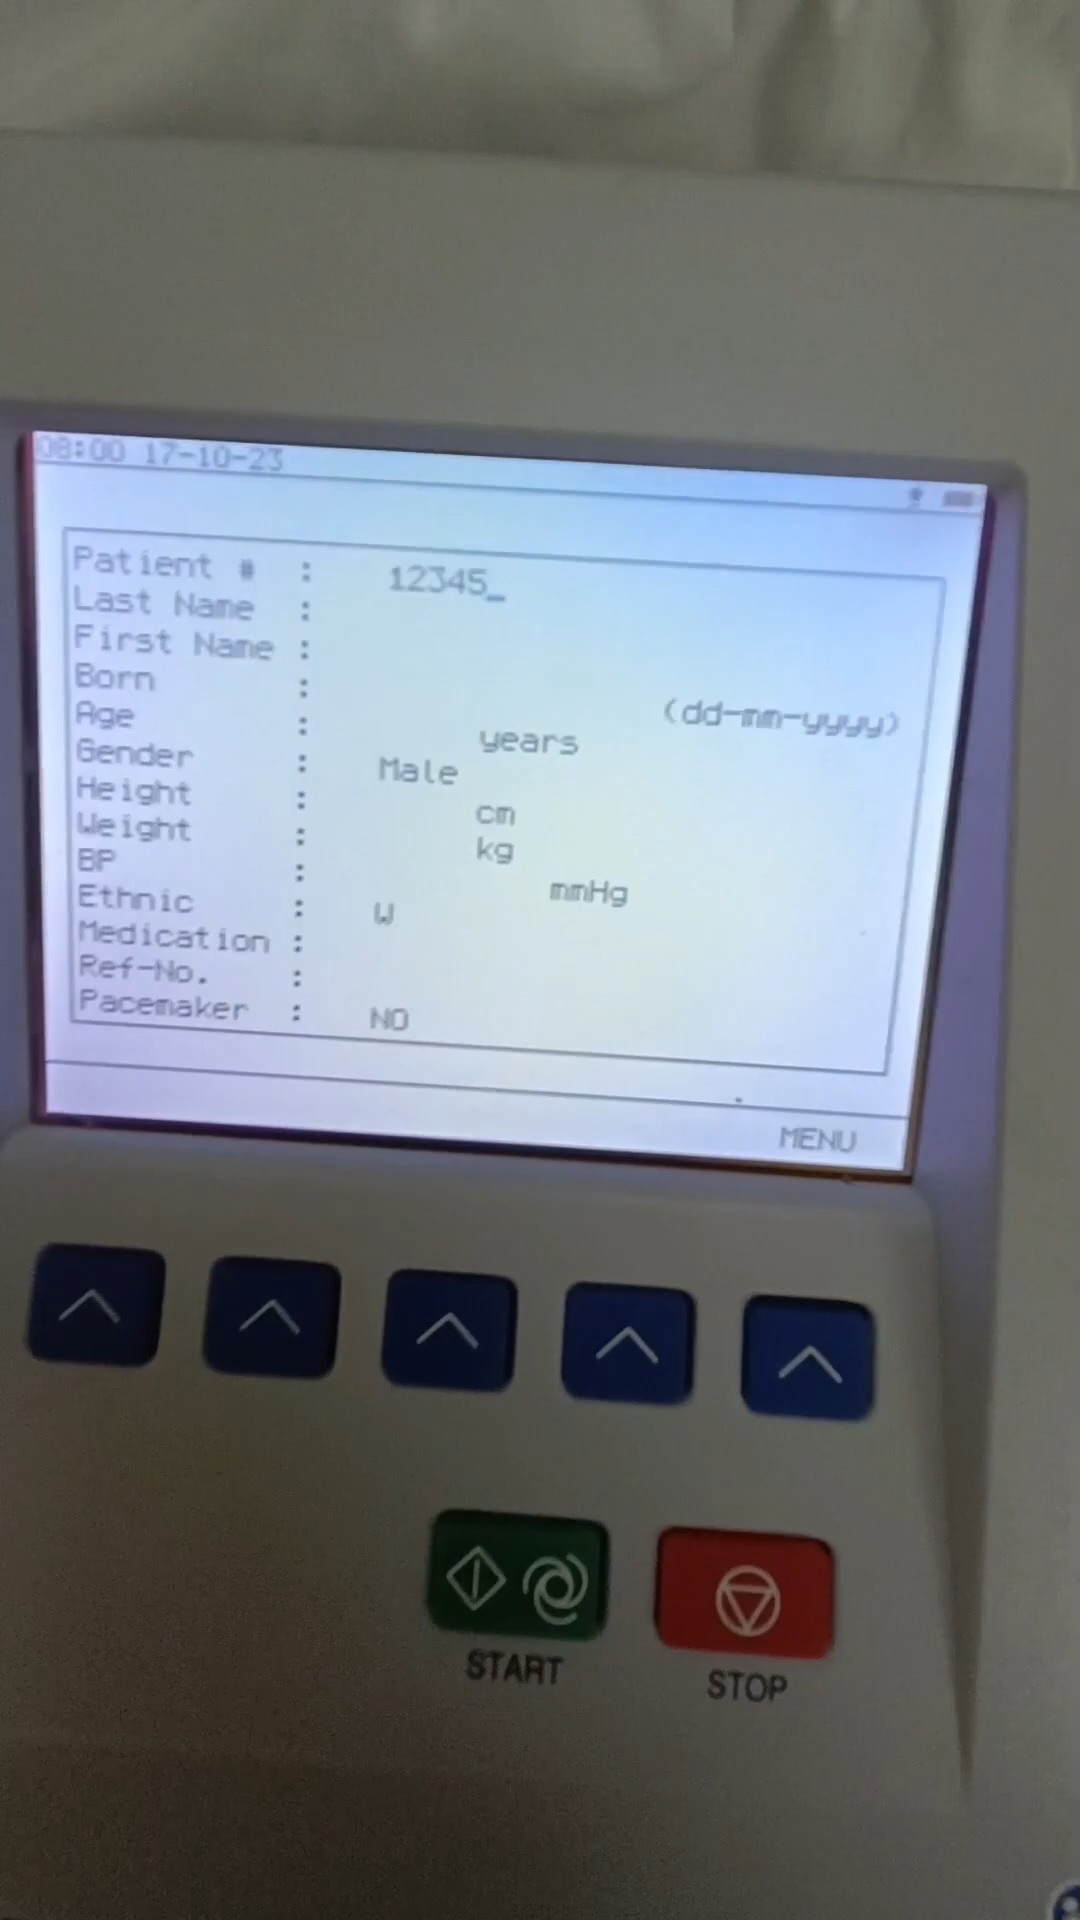 08:00 17-10-23
Patient # : 12345_
Last Name :
First Name :
Born : (dd-mm-yyyy)
Age : years
Gender : Male
Height : cm
Weight : kg
BP : mmHg
Ethnic : W
Medication :
Ref-No. :
Pacemaker : NO
MENU
START
STOP